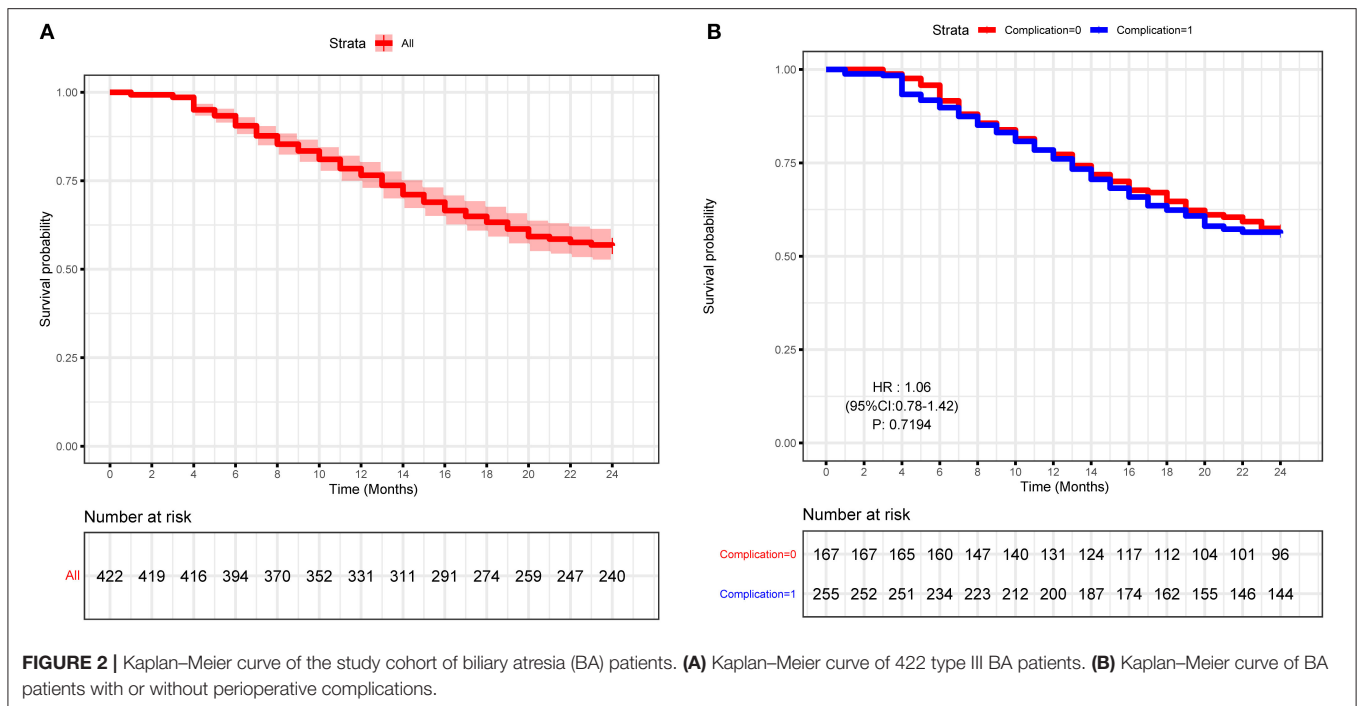 A
Strata All
1.00
0.75
0.50
0.25
0.00
Survival probability
0 2 4 6 8 10 12 14 16 18 20 22 24
Time (Months)
Number at risk
All 422 419 416 394 370 352 331 311 291 274 259 247 240
B
Strata Complication=0 Complication=1
1.00
0.75
0.50
0.25
0.00
Survival probability
HR : 1.06
(95%CI:0.78-1.42)
P: 0.7194
0 2 4 6 8 10 12 14 16 18 20 22 24
Time (Months)
Number at risk
Complication=0 167 167 165 160 147 140 131 124 117 112 104 101 96
Complication=1 255 252 251 234 223 212 200 187 174 162 155 146 144
FIGURE 2 | Kaplan–Meier curve of the study cohort of biliary atresia (BA) patients. (A) Kaplan–Meier curve of 422 type III BA patients. (B) Kaplan–Meier curve of BA
patients with or without perioperative complications.